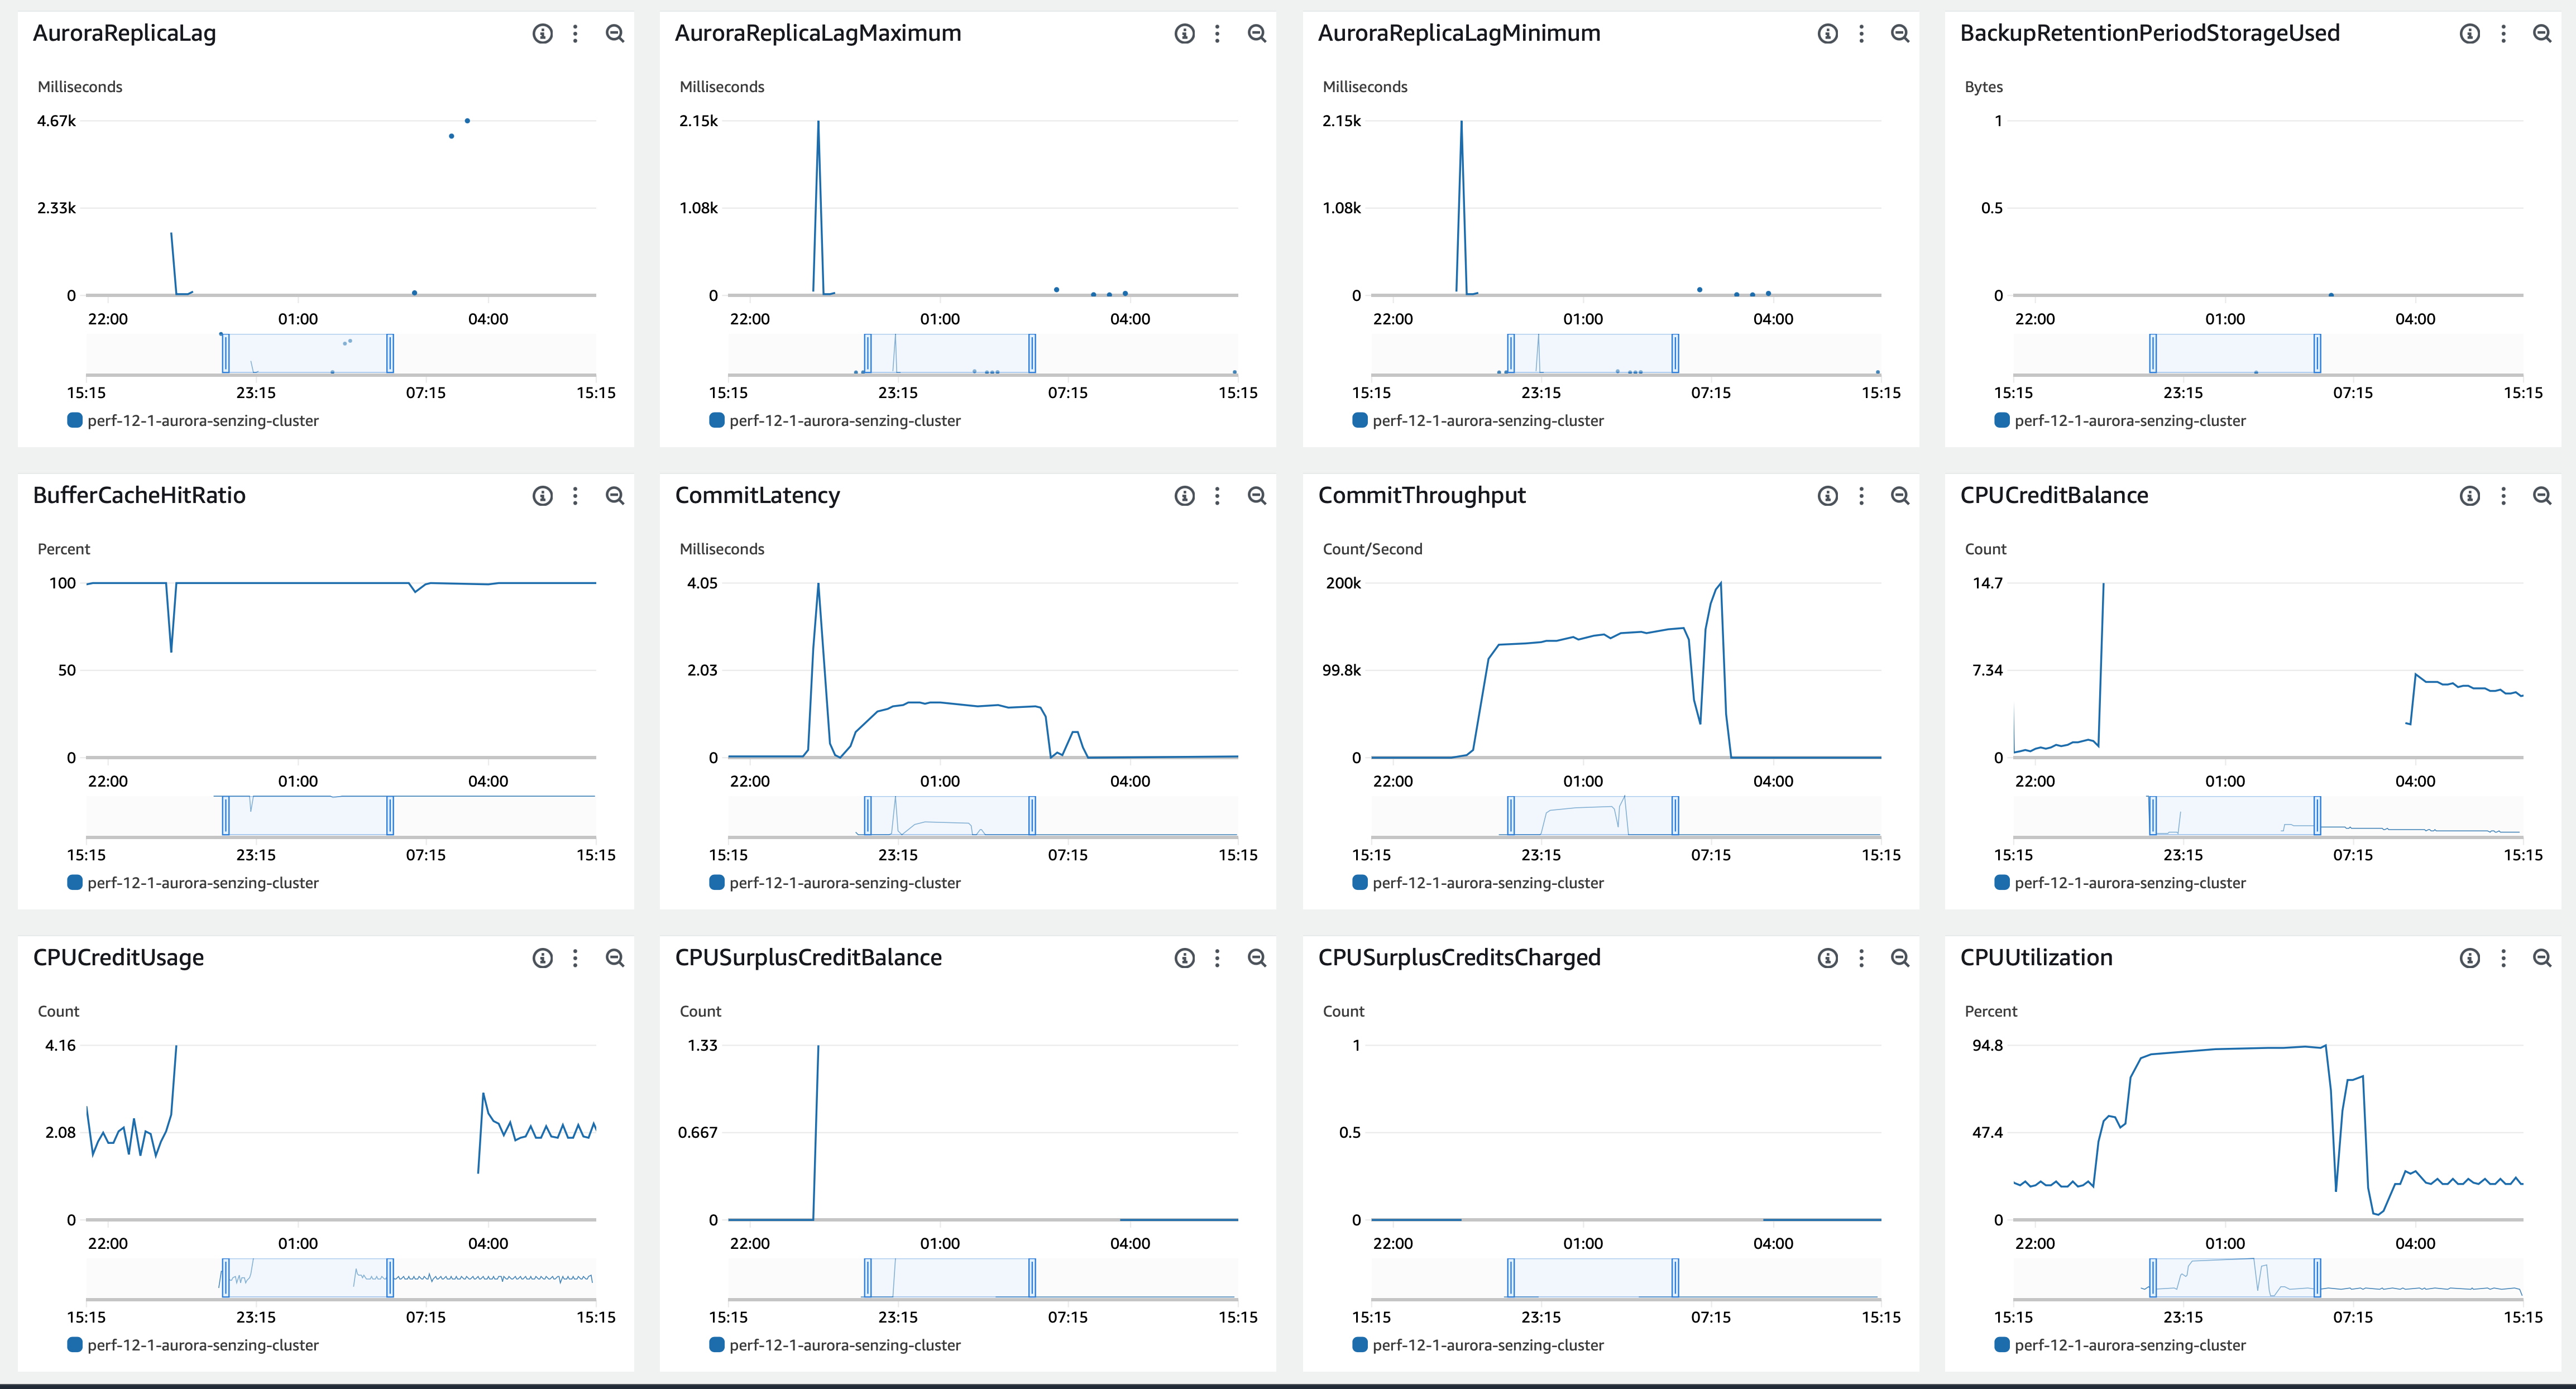 AuroraReplicaLag
Milliseconds
4.67k
2.33k
0
22:00 01:00 04:00
15:15 23:15 07:15 15:15
perf-12-1-aurora-senzing-cluster
AuroraReplicaLagMaximum
Milliseconds
2.15k
1.08k
0
22:00 01:00 04:00
15:15 23:15 07:15 15:15
perf-12-1-aurora-senzing-cluster
AuroraReplicaLagMinimum
Milliseconds
2.15k
1.08k
0
22:00 01:00 04:00
15:15 23:15 07:15 15:15
perf-12-1-aurora-senzing-cluster
BackupRetentionPeriodStorageUsed
Bytes
1
0.5
0
22:00 01:00 04:00
15:15 23:15 07:15 15:15
perf-12-1-aurora-senzing-cluster
BufferCacheHitRatio
Percent
100
50
0
22:00 01:00 04:00
15:15 23:15 07:15 15:15
perf-12-1-aurora-senzing-cluster
CommitLatency
Milliseconds
4.05
2.03
0
22:00 01:00 04:00
15:15 23:15 07:15 15:15
perf-12-1-aurora-senzing-cluster
CommitThroughput
Count/Second
200k
99.8k
0
22:00 01:00 04:00
15:15 23:15 07:15 15:15
perf-12-1-aurora-senzing-cluster
CPUCreditBalance
Count
14.7
7.34
0
22:00 01:00 04:00
15:15 23:15 07:15 15:15
perf-12-1-aurora-senzing-cluster
CPUCreditUsage
Count
4.16
2.08
0
22:00 01:00 04:00
15:15 23:15 07:15 15:15
perf-12-1-aurora-senzing-cluster
CPUSurplusCreditBalance
Count
1.33
0.667
0
22:00 01:00 04:00
15:15 23:15 07:15 15:15
perf-12-1-aurora-senzing-cluster
CPUSurplusCreditsCharged
Count
1
0.5
0
22:00 01:00 04:00
15:15 23:15 07:15 15:15
perf-12-1-aurora-senzing-cluster
CPUUtilization
Percent
94.8
47.4
0
22:00 01:00 04:00
15:15 23:15 07:15 15:15
perf-12-1-aurora-senzing-cluster